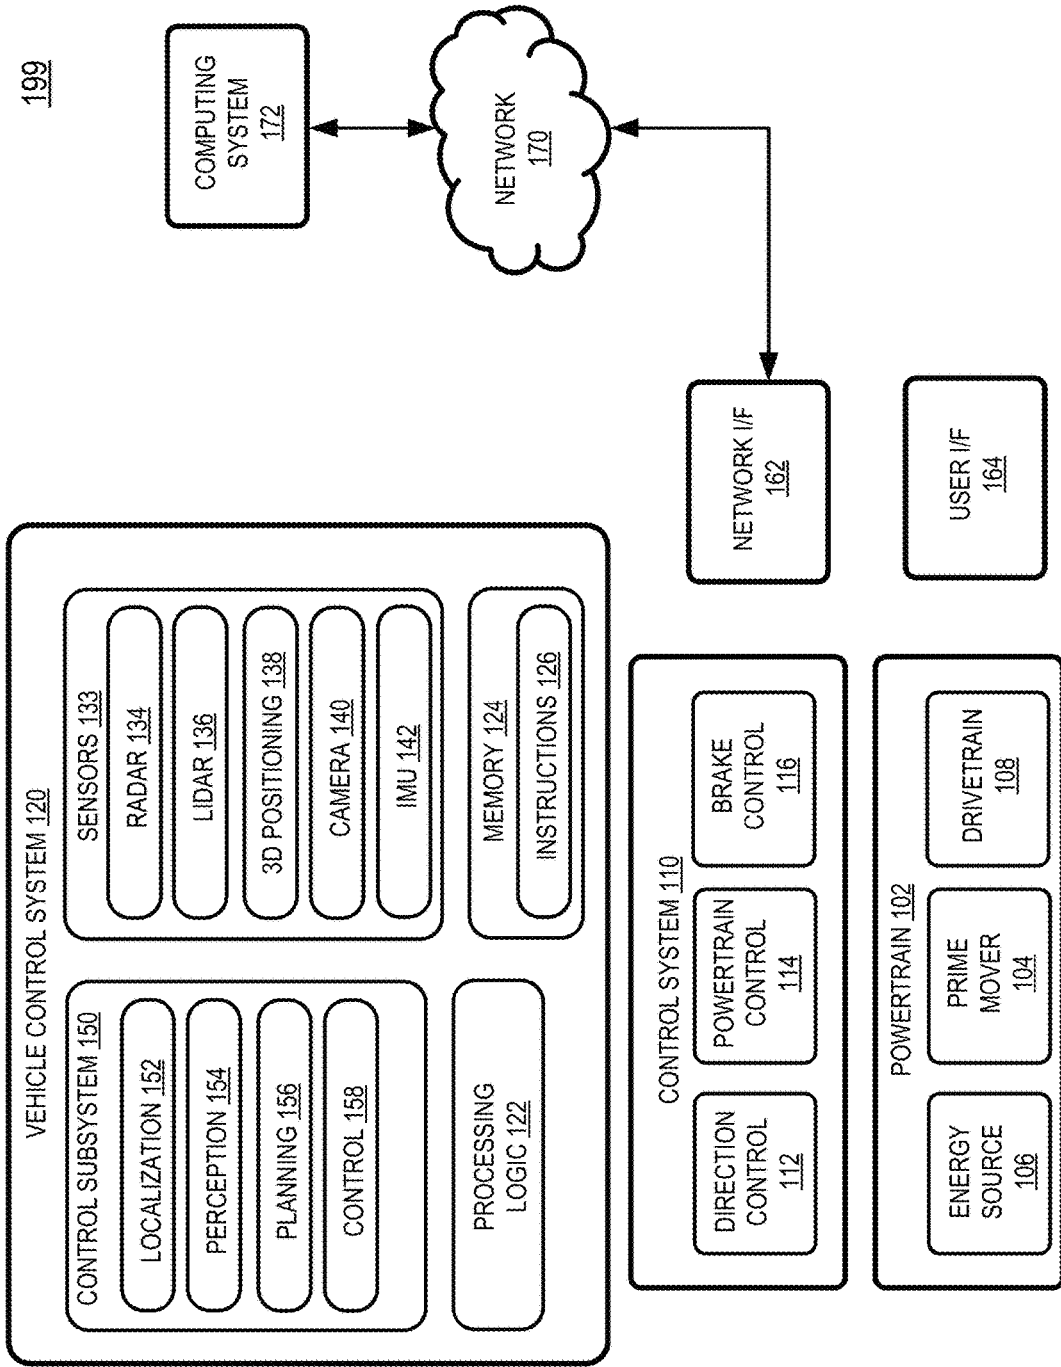 199
VEHICLE CONTROL SYSTEM 120
CONTROL SUBSYSTEM 150
LOCALIZATION 152
PERCEPTION 154
PLANNING 156
CONTROL 158
PROCESSING
LOGIC 122
SENSORS 133
RADAR 134
LIDAR 136
3D POSITIONING 138
CAMERA 140
IMU 142
MEMORY 124
INSTRUCTIONS 126
COMPUTING
SYSTEM
172
NETWORK
170
CONTROL SYSTEM 110
DIRECTION
CONTROL
112
POWERTRAIN
CONTROL
114
BRAKE
CONTROL
116
NETWORK I/F
162
POWERTRAIN 102
ENERGY
SOURCE
106
PRIME
MOVER
104
DRIVETRAIN
108
USER I/F
164